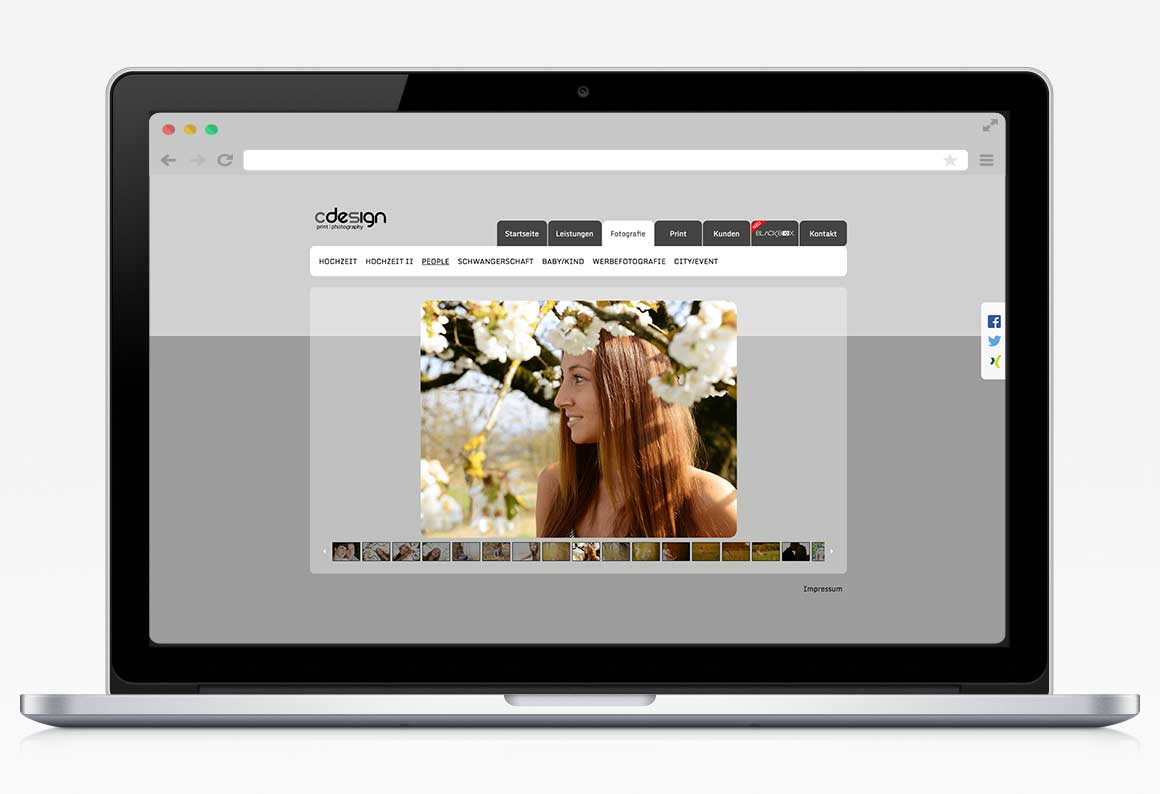 cdesign
print | photography
Startseite Leistungen Fotografie Print Kunden NEU BLACKBOX Kontakt
HOCHZEIT HOCHZEIT II PEOPLE SCHWANGERSCHAFT BABY/KIND WERBEFOTOGRAFIE CITY/EVENT
Impressum